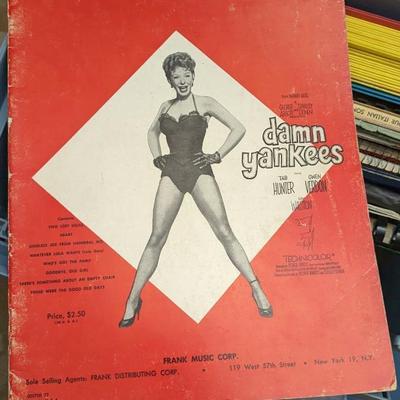 damn
yankees
TAB HUNTER
GWEN VERDON
"TECHNICOLOR"
Contents
TWO LOST SOULS
HEART
SHOELESS JOE FROM HANNIBAL, MO.
WHATEVER LOLA WANTS
WHO'S GOT THE PAIN?
GOODBYE, OLD GIRL
THERE'S SOMETHING ABOUT AN EMPTY CHAIR
THOSE WERE THE GOOD OLD DAYS
Price, $2.50
FRANK MUSIC CORP.
Sole Selling Agents: FRANK DISTRIBUTING CORP. • 119 West 57th Street • New York 19, N.Y.
ITALIAN SON